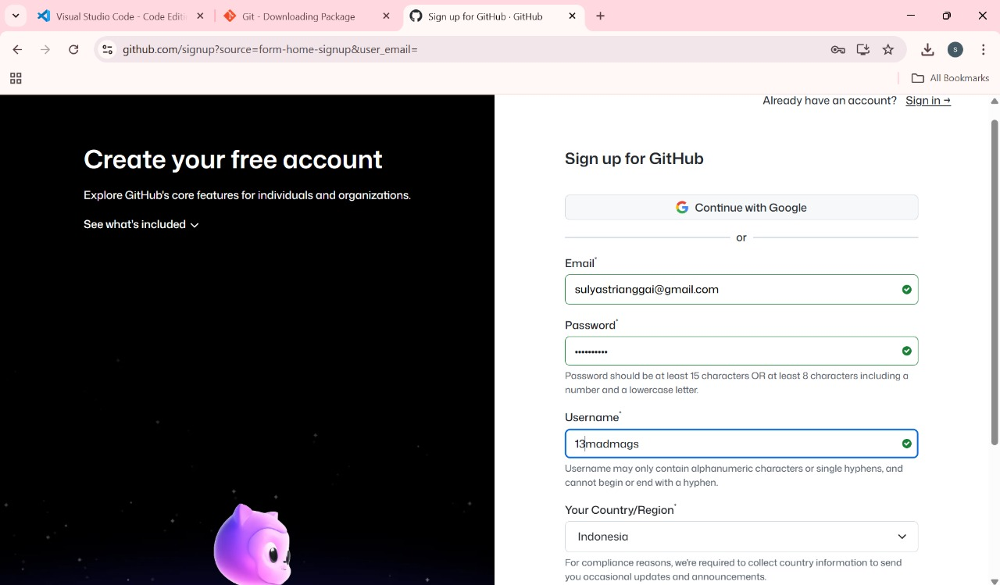 Visual Studio Code - Code Editi
Git - Downloading Package
Sign up for GitHub · GitHub
github.com/signup?source=form-home-signup&user_email=
S
All Bookmarks
Already have an account? Sign in →
Create your free account
Explore GitHub's core features for individuals and organizations.
See what's included
Sign up for GitHub
Continue with Google
or
Email*
sulyastrianggai@gmail.com
Password*
••••••••••
Password should be at least 15 characters OR at least 8 characters including a
number and a lowercase letter.
Username*
13madmags
Username may only contain alphanumeric characters or single hyphens, and
cannot begin or end with a hyphen.
Your Country/Region*
Indonesia
For compliance reasons, we're required to collect country information to send
you occasional updates and announcements.